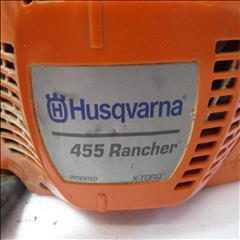 Husqvarna
455 Rancher
PATENTED X-TORQ